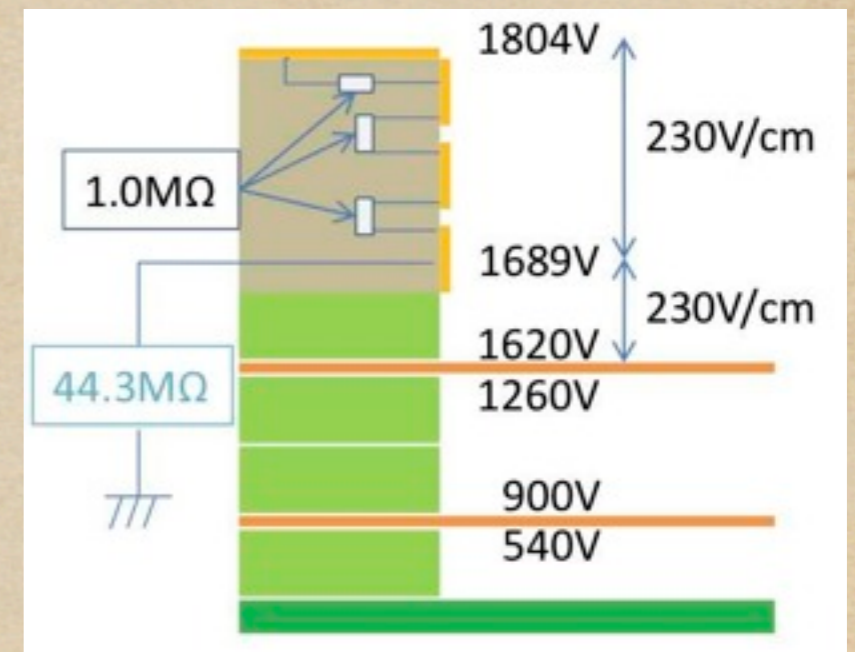 1804V
230V/cm
1.0MΩ
1689V
230V/cm
1620V
44.3MΩ
1260V
900V
540V